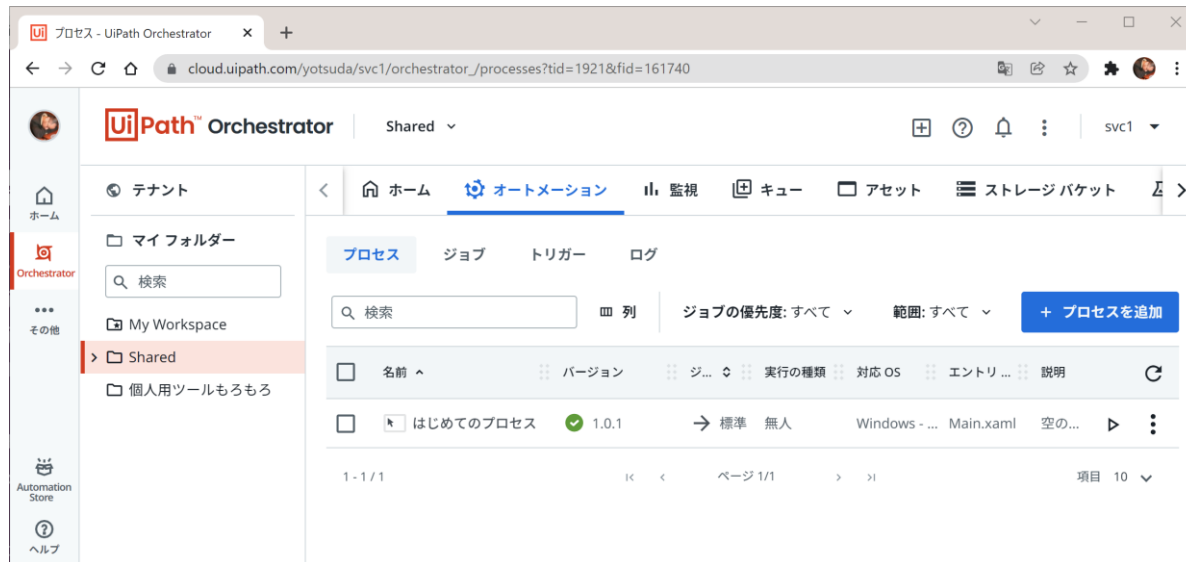 Ui プロセス - UiPath Orchestrator
cloud.uipath.com/yotsuda/svc1/orchestrator_/processes?tid=1921&fid=161740
UiPath™ Orchestrator
Shared
svc1
ホーム
Orchestrator
その他
Automation
Store
ヘルプ
テナント
マイ フォルダー
検索
My Workspace
Shared
個人用ツールもろもろ
ホーム オートメーション 監視 キュー アセット ストレージ バケット
プロセス ジョブ トリガー ログ
検索 列 ジョブの優先度: すべて 範囲: すべて + プロセスを追加
名前 バージョン ジ... 実行の種類 対応 OS エントリ ... 説明
はじめてのプロセス 1.0.1 標準 無人 Windows - ... Main.xaml 空の...
1 - 1 / 1 ページ 1/1 項目 10